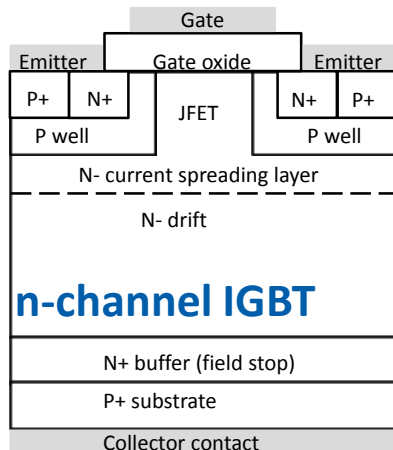 Gate
Emitter Gate oxide Emitter
P+ N+ JFET N+ P+
P well P well
N- current spreading layer
N- drift
n-channel IGBT
N+ buffer (field stop)
P+ substrate
Collector contact